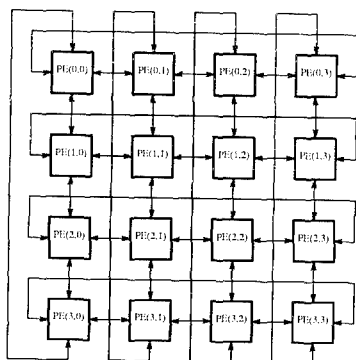 PE(0,0) PE(0,1) PE(0,2) PE(0,3)
PE(1,0) PE(1,1) PE(1,2) PE(1,3)
PE(2,0) PE(2,1) PE(2,2) PE(2,3)
PE(3,0) PE(3,1) PE(3,2) PE(3,3)